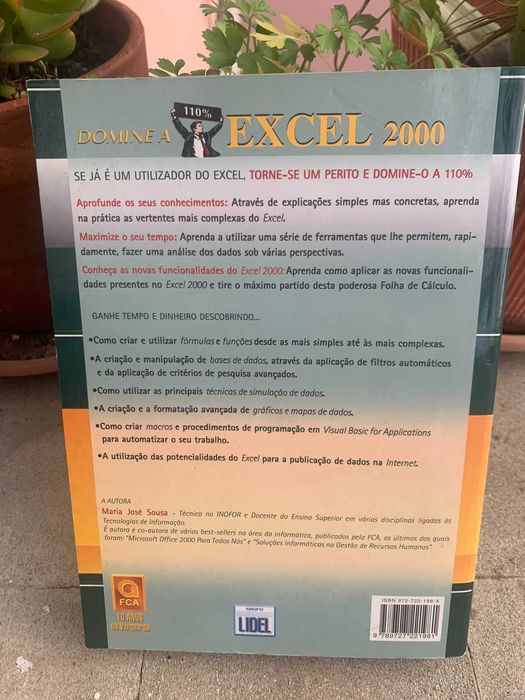 110%
DOMINE A EXCEL 2000
SE JÁ É UM UTILIZADOR DO EXCEL, TORNE-SE UM PERITO E DOMINE-O A 110%
Aprofunde os seus conhecimentos: Através de explicações simples mas concretas, aprenda
na prática as vertentes mais complexas do Excel.
Maximize o seu tempo: Aprenda a utilizar uma série de ferramentas que lhe permitem, rapi-
damente, fazer uma análise dos dados sob várias perspectivas.
Conheça as novas funcionalidades do Excel 2000: Aprenda como aplicar as novas funcionali-
dades presentes no Excel 2000 e tire o máximo partido desta poderosa Folha de Cálculo.
GANHE TEMPO E DINHEIRO DESCOBRINDO...
•Como criar e utilizar fórmulas e funções desde as mais simples até às mais complexas.
•A criação e manipulação de bases de dados, através da aplicação de filtros automáticos
e da aplicação de critérios de pesquisa avançados.
•Como utilizar as principais técnicas de simulação de dados.
•A criação e a formatação avançada de gráficos e mapas de dados.
•Como criar macros e procedimentos de programação em Visual Basic for Applications
para automatizar o seu trabalho.
•A utilização das potencialidades do Excel para a publicação de dados na Internet.
A AUTORA
Maria José Sousa - Técnica no INOFOR e Docente do Ensino Superior em várias disciplinas ligadas às
Tecnologias de Informação.
É autora e co-autora de vários best-sellers na área da informática, publicados pela FCA, os últimos dos quais
foram: "Microsoft Office 2000 Para Todos Nós" e "Soluções Informáticas na Gestão de Recursos Humanos".
FCA
10 ANOS
na Vanguarda
GRUPO
LIDEL
ISBN 972-722-198-X
9 789727 221981